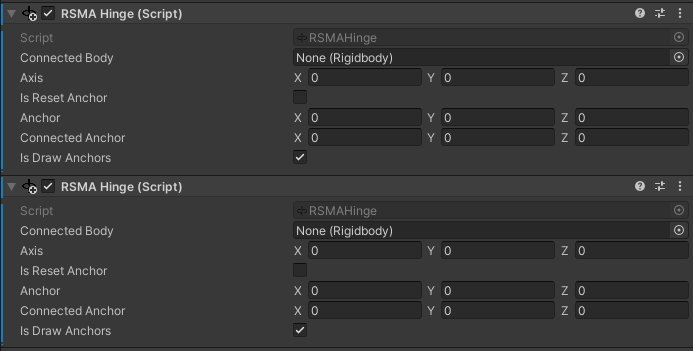 RSMA Hinge (Script)
Script RSMAHinge
Connected Body None (Rigidbody)
Axis X 0 Y 0 Z 0
Is Reset Anchor
Anchor X 0 Y 0 Z 0
Connected Anchor X 0 Y 0 Z 0
Is Draw Anchors
RSMA Hinge (Script)
Script RSMAHinge
Connected Body None (Rigidbody)
Axis X 0 Y 0 Z 0
Is Reset Anchor
Anchor X 0 Y 0 Z 0
Connected Anchor X 0 Y 0 Z 0
Is Draw Anchors